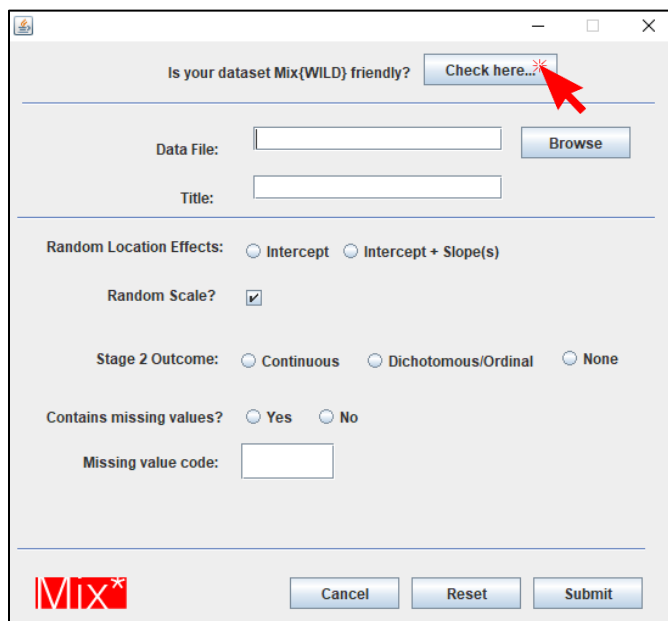 Is your dataset Mix{WILD} friendly? Check here...
Data File: Browse
Title:
Random Location Effects: Intercept Intercept + Slope(s)
Random Scale?
Stage 2 Outcome: Continuous Dichotomous/Ordinal None
Contains missing values? Yes No
Missing value code:
Mix* Cancel Reset Submit